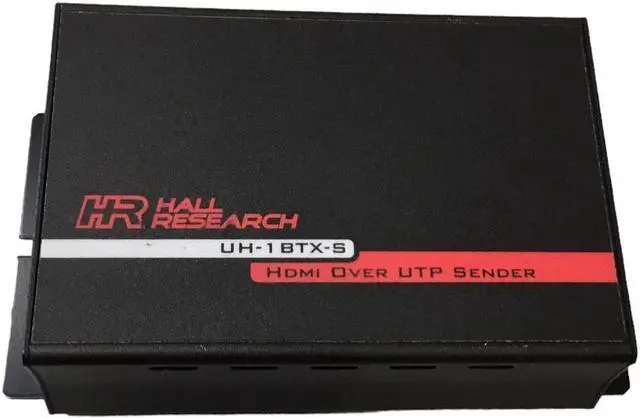 HR HALL
RESEARCH
UH-1BTX-S
HDMI OVER UTP SENDER